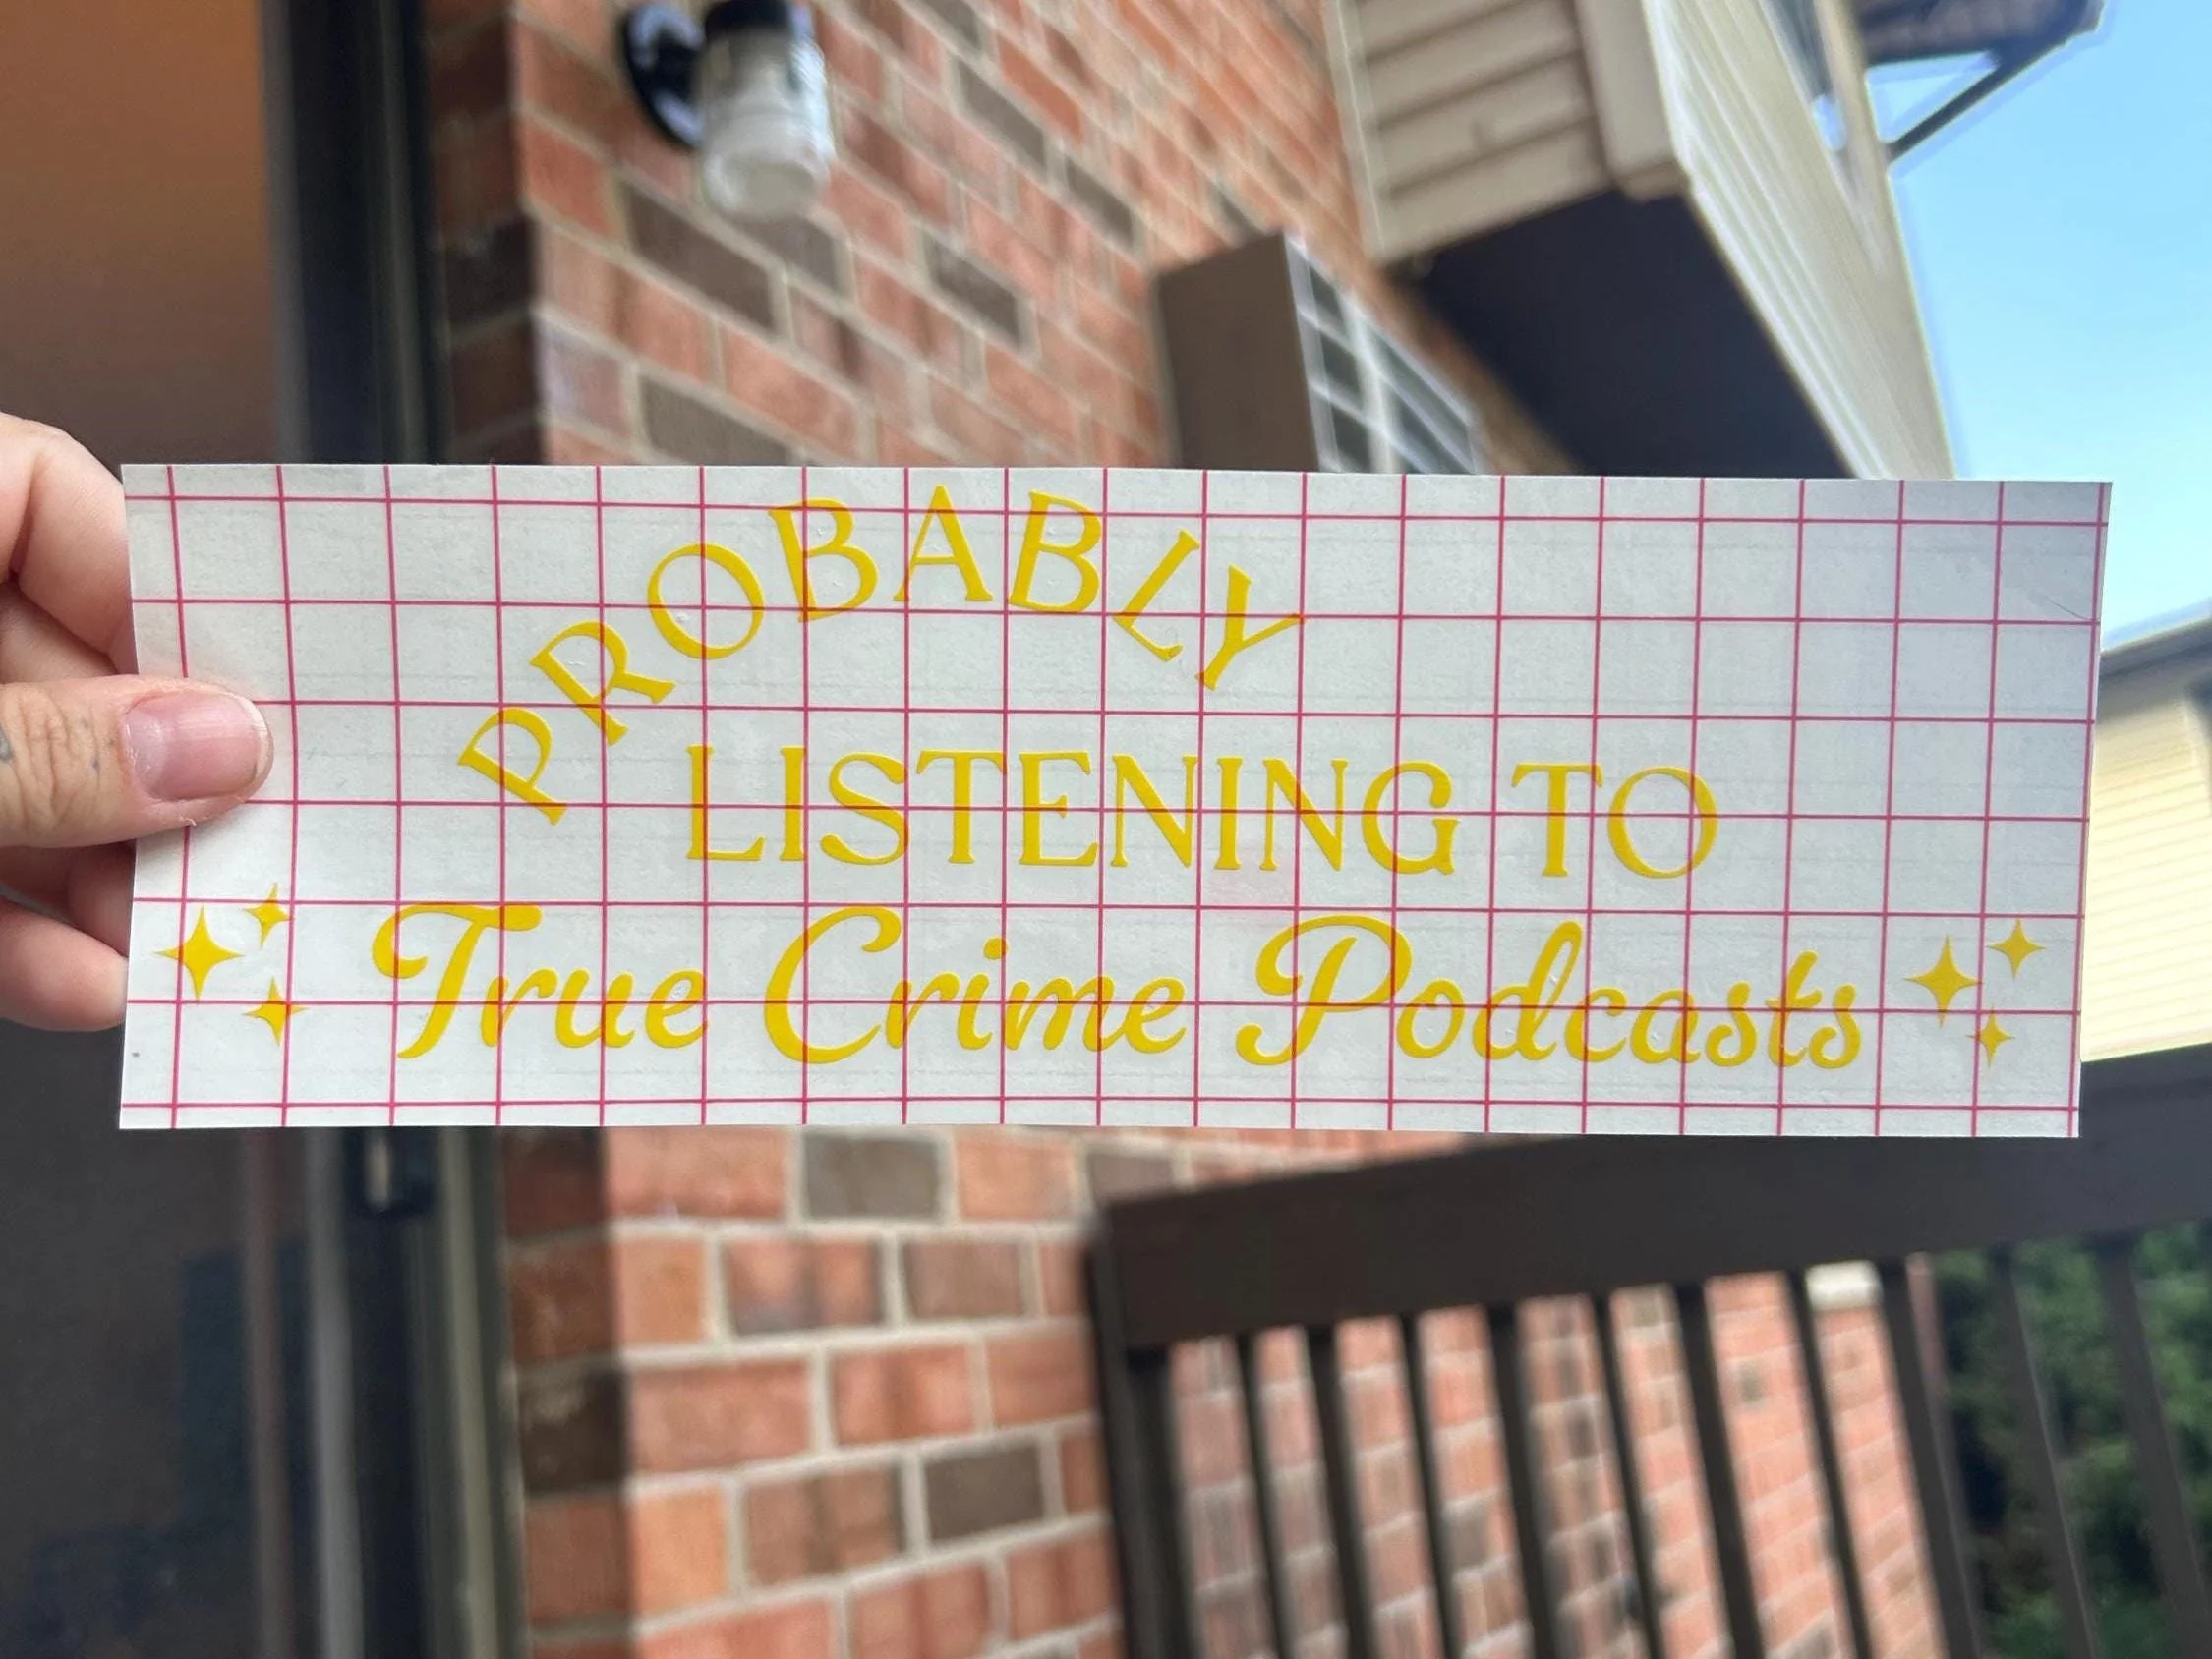 PROBABLY
LISTENING TO
True Crime Podcasts